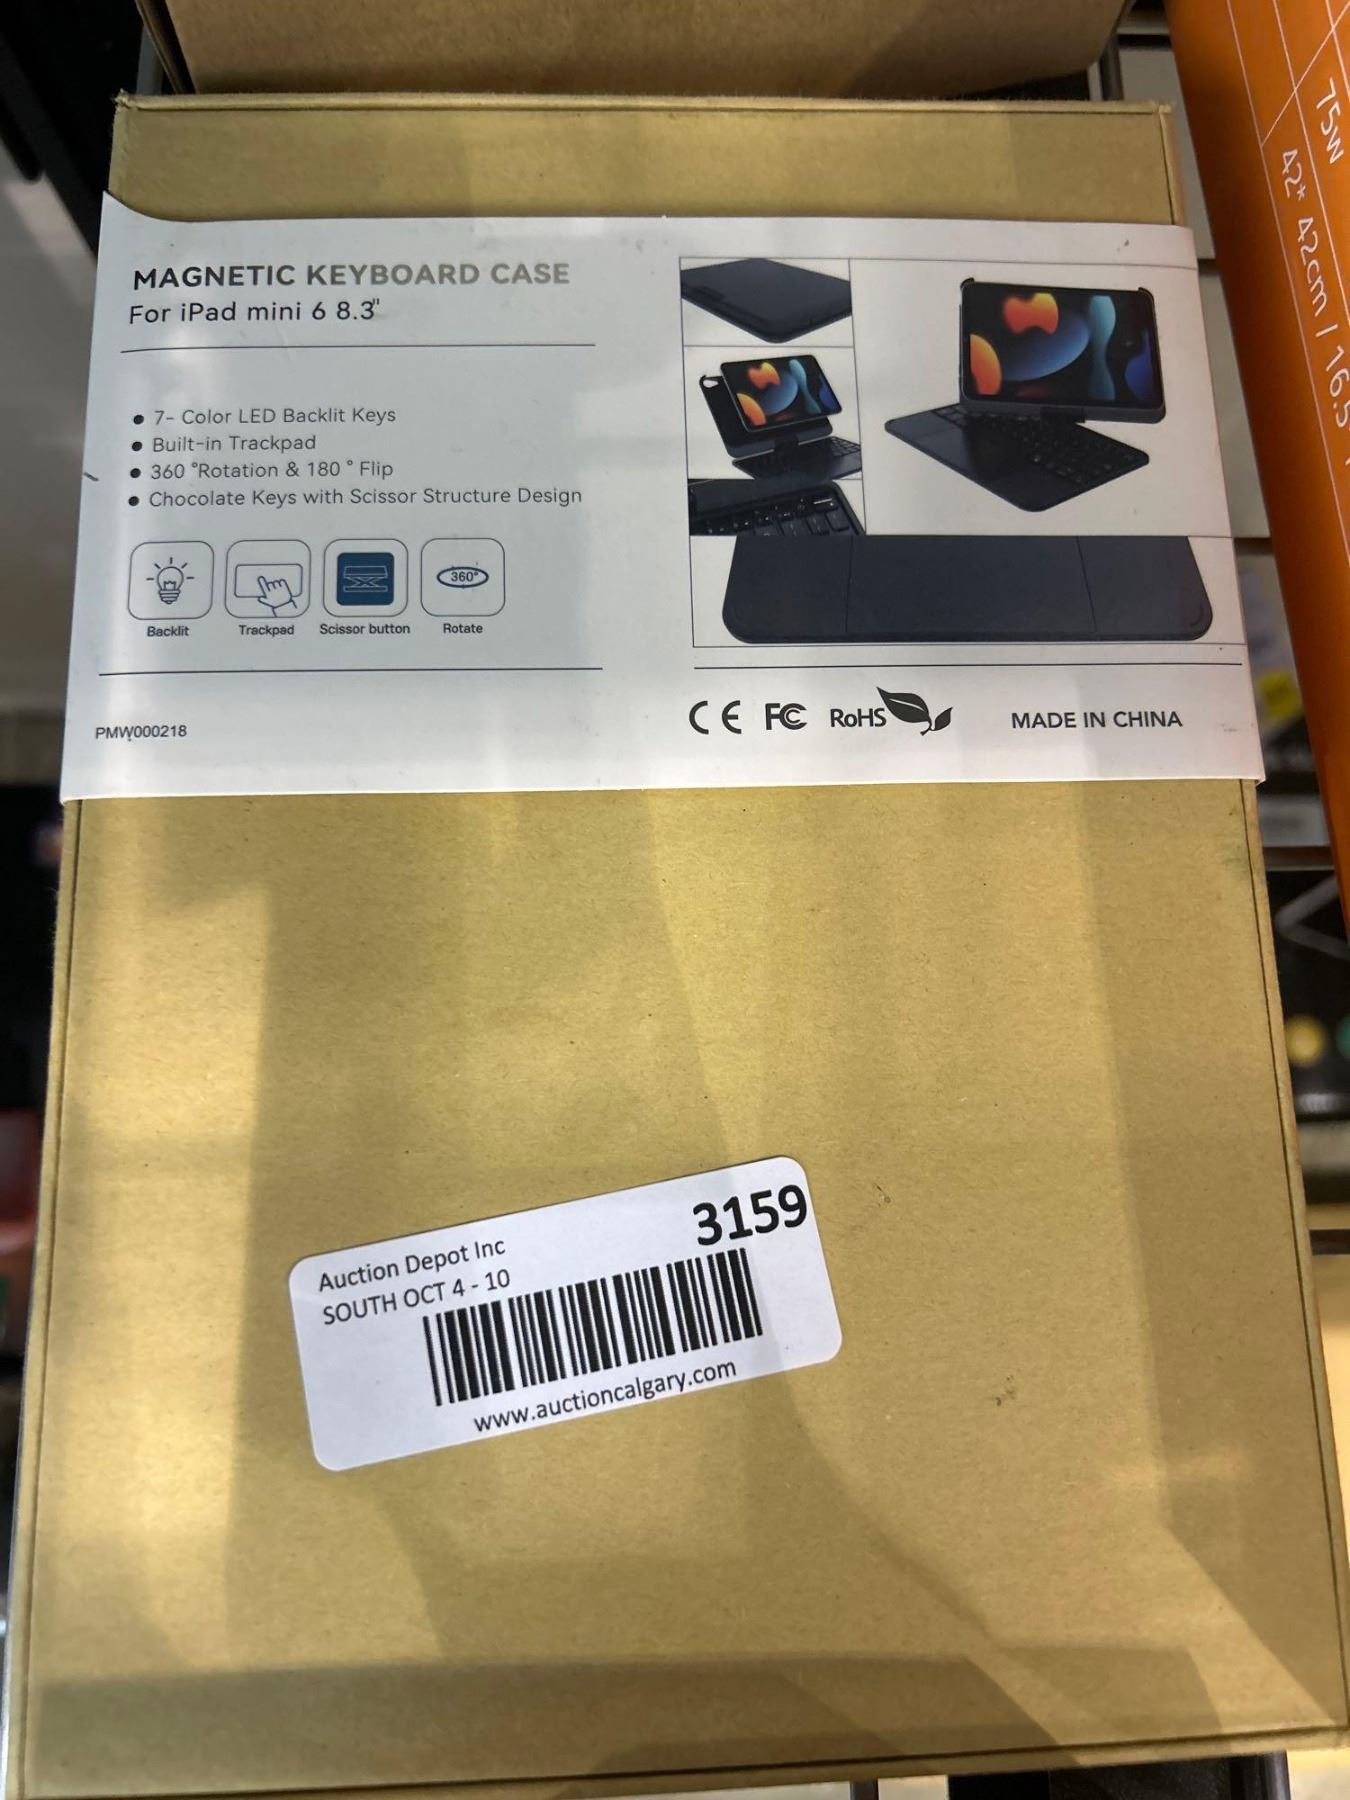 MAGNETIC KEYBOARD CASE
For iPad mini 6 8.3"
● 7- Color LED Backlit Keys
● Built-in Trackpad
● 360 °Rotation & 180 ° Flip
● Chocolate Keys with Scissor Structure Design
360°
Backlit
Trackpad
Scissor button
Rotate
PMW000218
CE FC RoHS
MADE IN CHINA
75W
42* 42cm / 16.5
3159
Auction Depot Inc
SOUTH OCT 4 - 10
www.auctioncalgary.com